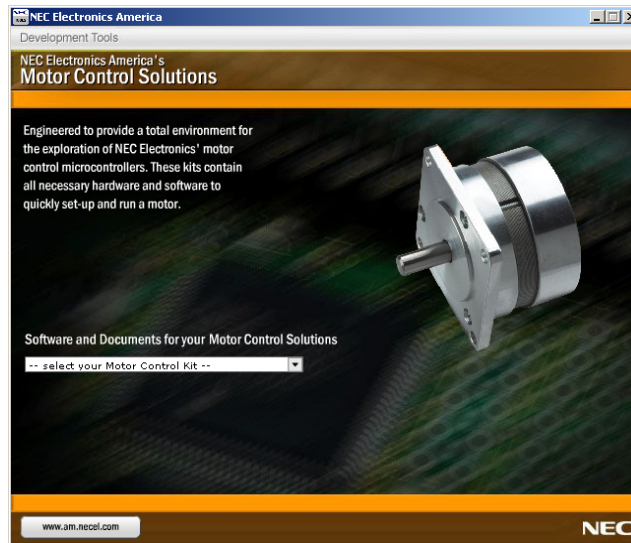 NEC Electronics America
Development Tools
NEC Electronics America's
Motor Control Solutions
Engineered to provide a total environment for
the exploration of NEC Electronics' motor
control microcontrollers. These kits contain
all necessary hardware and software to
quickly set-up and run a motor.
Software and Documents for your Motor Control Solutions
-- select your Motor Control Kit --
www.am.necel.com
NEC